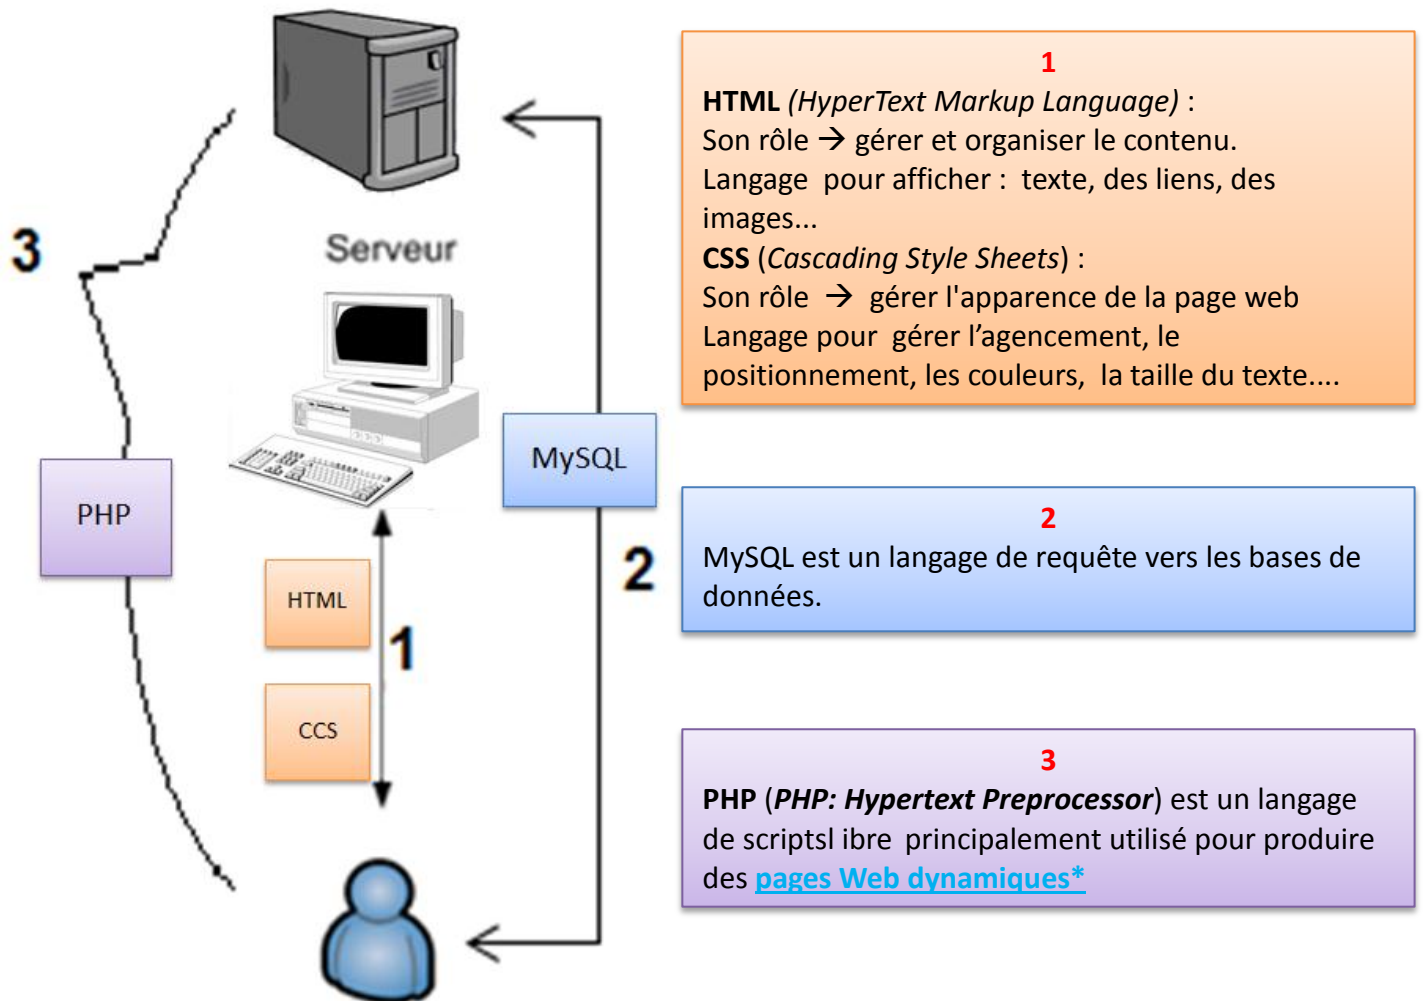 3
Serveur
PHP
HTML
CCS
1
MySQL
2
1
HTML (HyperText Markup Language) :
Son rôle → gérer et organiser le contenu.
Langage pour afficher : texte, des liens, des
images...
CSS (Cascading Style Sheets) :
Son rôle → gérer l'apparence de la page web
Langage pour gérer l’agencement, le
positionnement, les couleurs, la taille du texte....
2
MySQL est un langage de requête vers les bases de
données.
3
PHP (PHP: Hypertext Preprocessor) est un langage
de scriptsl ibre principalement utilisé pour produire
des pages Web dynamiques*